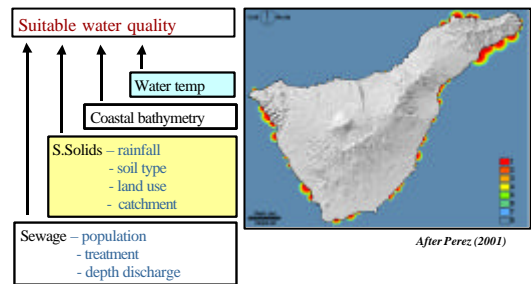 Suitable water quality
Water temp
Coastal bathymetry
S.Solids – rainfall
- soil type
- land use
- catchment
Sewage – population
- treatment
- depth discharge
After Perez (2001)